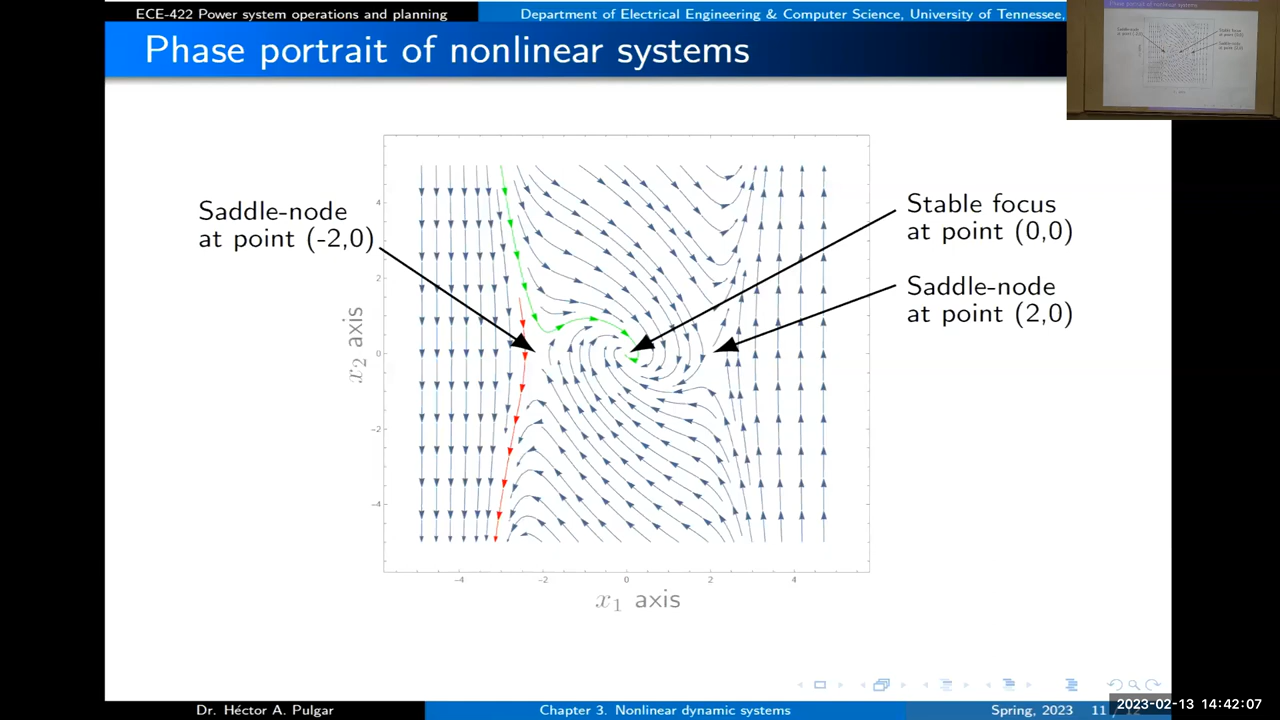 ECE-422 Power system operations and planning
Department of Electrical Engineering & Computer Science, University of Tennessee,
Phase portrait of nonlinear systems
Saddle-node
at point (-2,0)
Stable focus
at point (0,0)
Saddle-node
at point (2,0)
x₂ axis
4
2
0
−2
−4
−4
−2
0
2
4
x₁ axis
Dr. Héctor A. Pulgar
Chapter 3. Nonlinear dynamic systems
Spring, 2023
11 /
2023-02-13 14:42:07